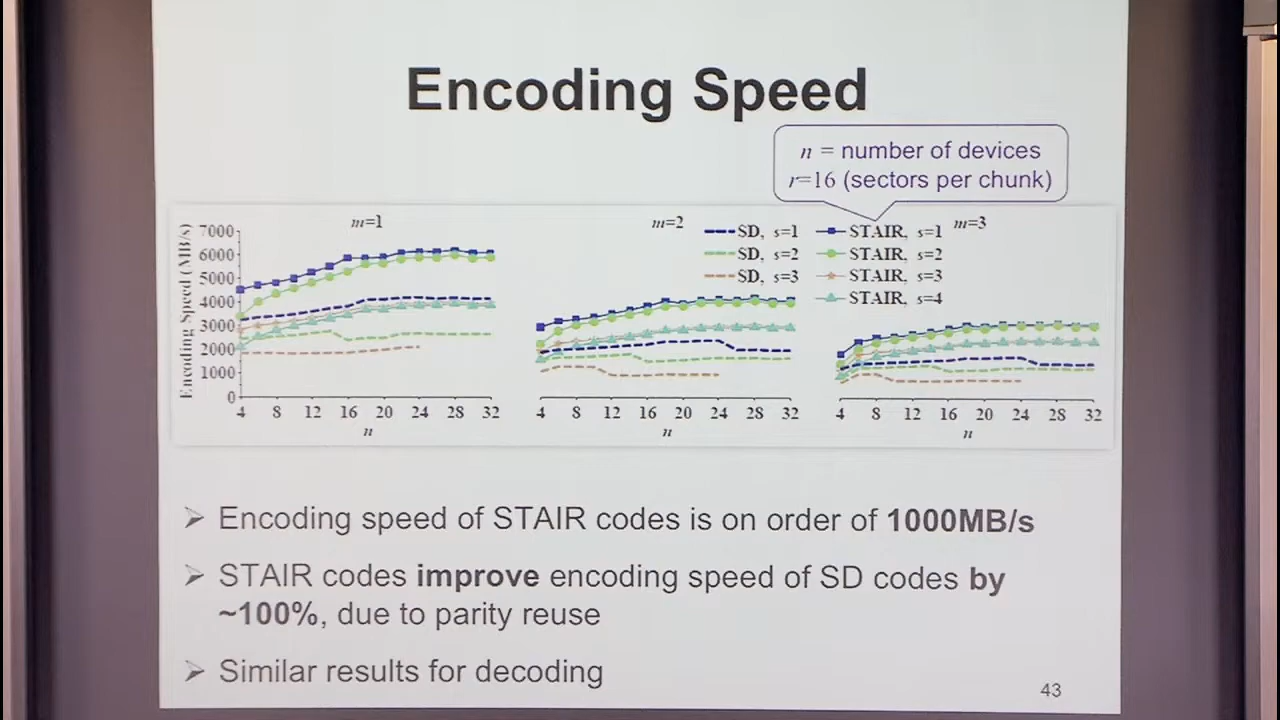 Encoding Speed
n = number of devices
r=16 (sectors per chunk)
m=1
m=2
m=3
SD, s=1
SD, s=2
SD, s=3
STAIR, s=1
STAIR, s=2
STAIR, s=3
STAIR, s=4
Encoding Speed (MB/s)
7000
6000
5000
4000
3000
2000
1000
0
4 8 12 16 20 24 28 32
n
4 8 12 16 20 24 28 32
n
4 8 12 16 20 24 28 32
n
➢ Encoding speed of STAIR codes is on order of 1000MB/s
➢ STAIR codes improve encoding speed of SD codes by
~100%, due to parity reuse
➢ Similar results for decoding
43